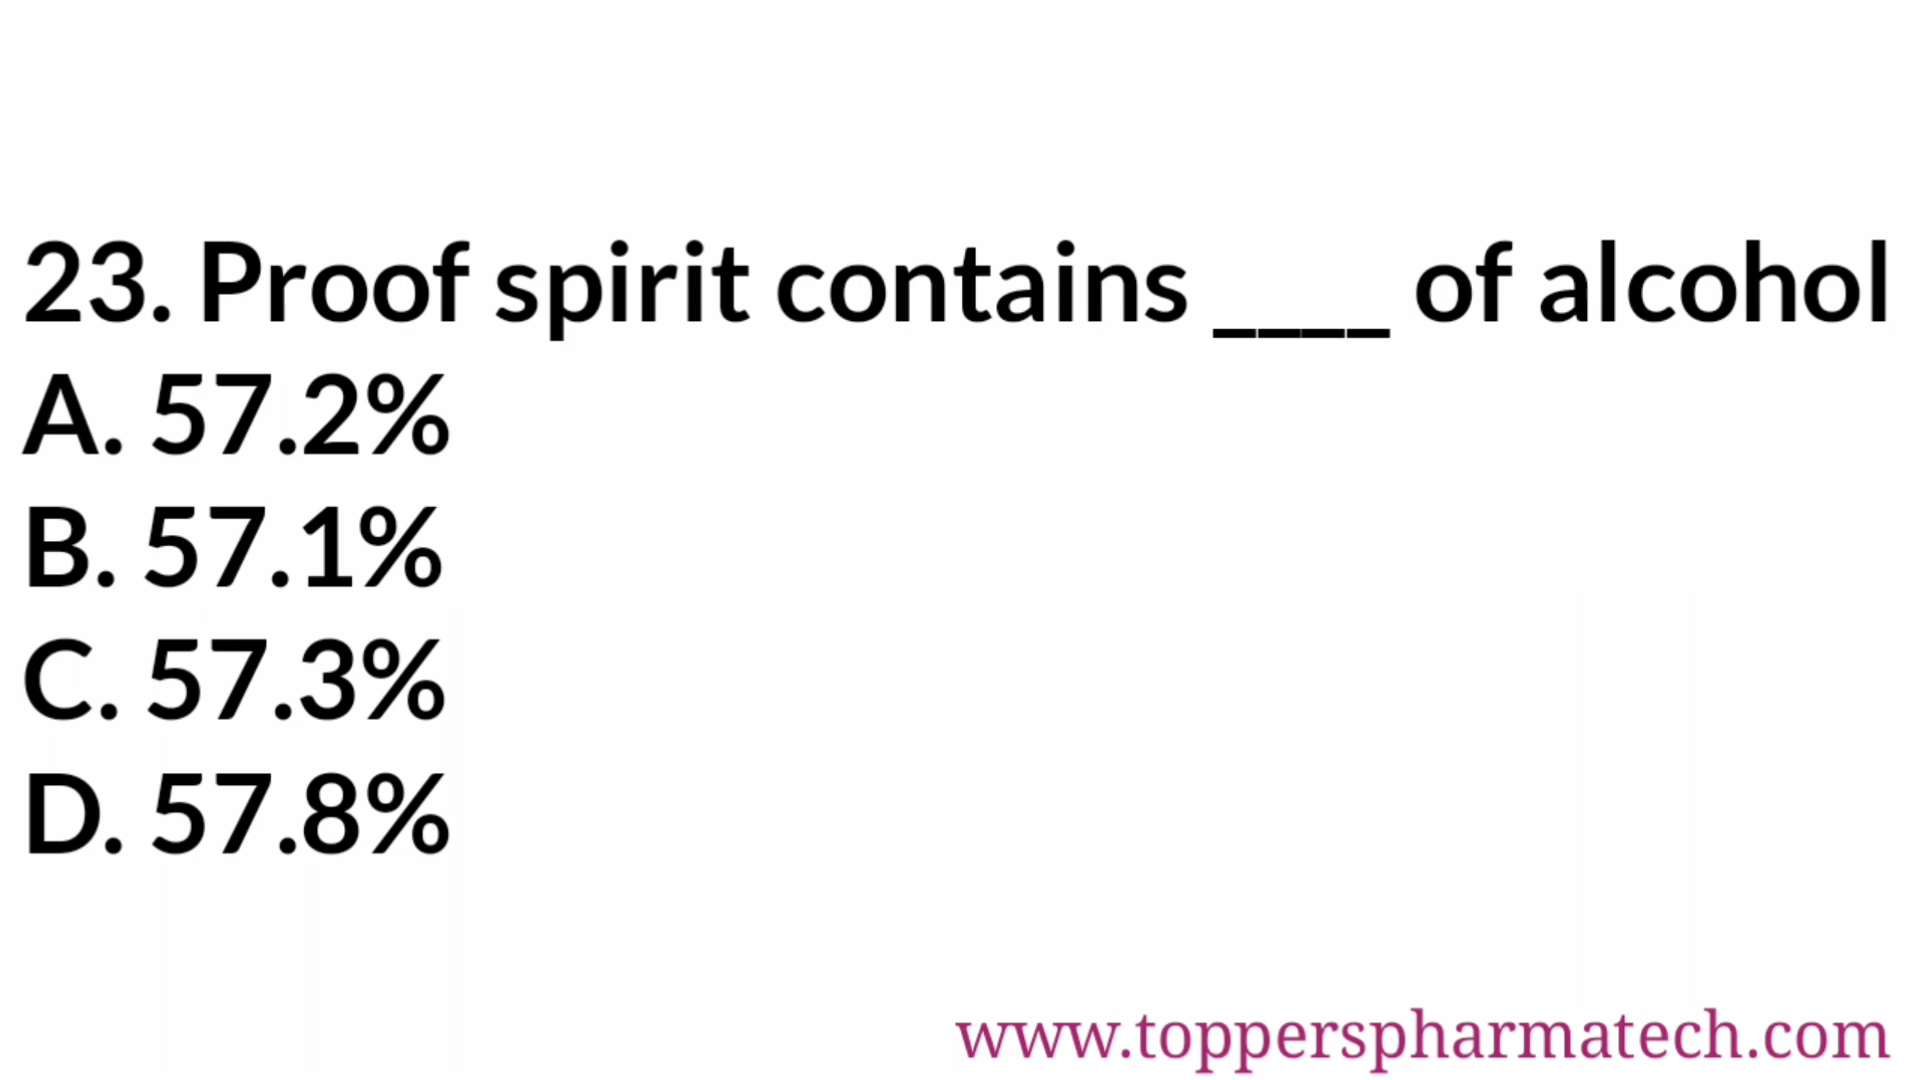 23. Proof spirit contains ____ of alcohol
A. 57.2%
B. 57.1%
C. 57.3%
D. 57.8%
www.topperspharmatech.com